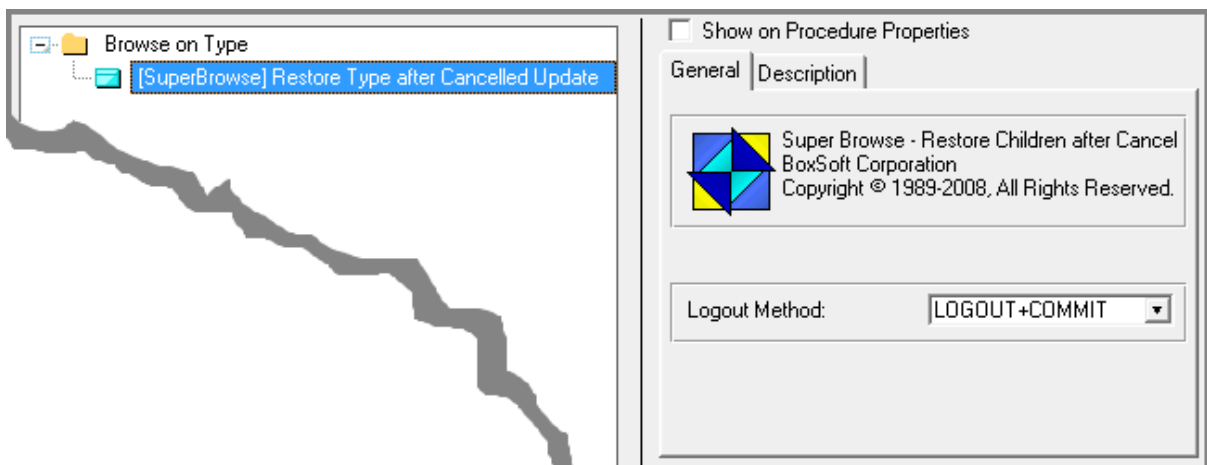 Browse on Type
[SuperBrowse] Restore Type after Cancelled Update
Show on Procedure Properties
General Description
Super Browse - Restore Children after Cancel
BoxSoft Corporation
Copyright © 1989-2008, All Rights Reserved.
Logout Method: LOGOUT+COMMIT